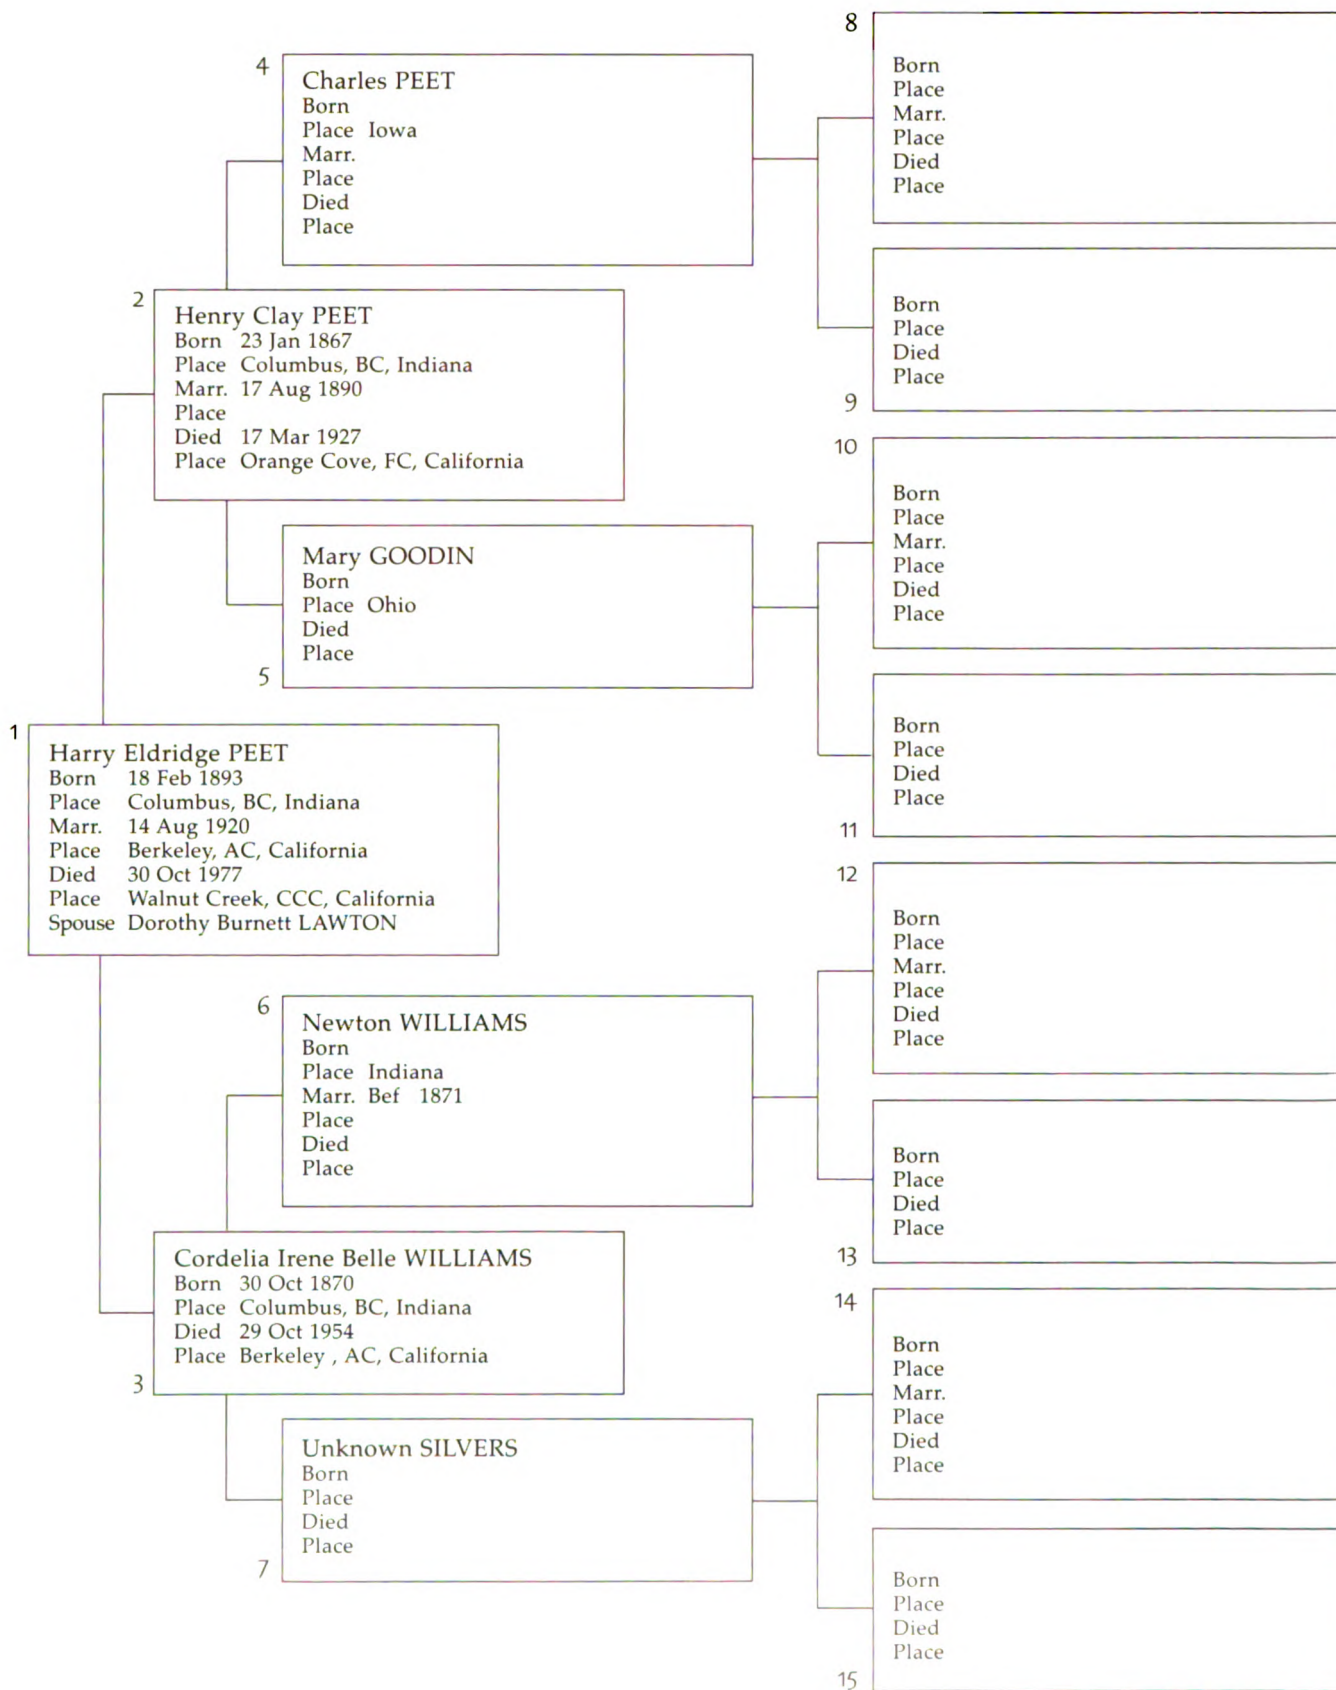 8
Born
Place
Marr.
Place
Died
Place
4
Charles PEET
Born
Place Iowa
Marr.
Place
Died
Place
Born
Place
Died
Place
9
2
Henry Clay PEET
Born 23 Jan 1867
Place Columbus, BC, Indiana
Marr. 17 Aug 1890
Place
Died 17 Mar 1927
Place Orange Cove, FC, California
10
Born
Place
Marr.
Place
Died
Place
Mary GOODIN
Born
Place Ohio
Died
Place
5
Born
Place
Died
Place
11
1
Harry Eldridge PEET
Born 18 Feb 1893
Place Columbus, BC, Indiana
Marr. 14 Aug 1920
Place Berkeley, AC, California
Died 30 Oct 1977
Place Walnut Creek, CCC, California
Spouse Dorothy Burnett LAWTON
12
Born
Place
Marr.
Place
Died
Place
6
Newton WILLIAMS
Born
Place Indiana
Marr. Bef 1871
Place
Died
Place
Born
Place
Died
Place
13
Cordelia Irene Belle WILLIAMS
Born 30 Oct 1870
Place Columbus, BC, Indiana
Died 29 Oct 1954
Place Berkeley , AC, California
3
14
Born
Place
Marr.
Place
Died
Place
Unknown SILVERS
Born
Place
Died
Place
7
Born
Place
Died
Place
15